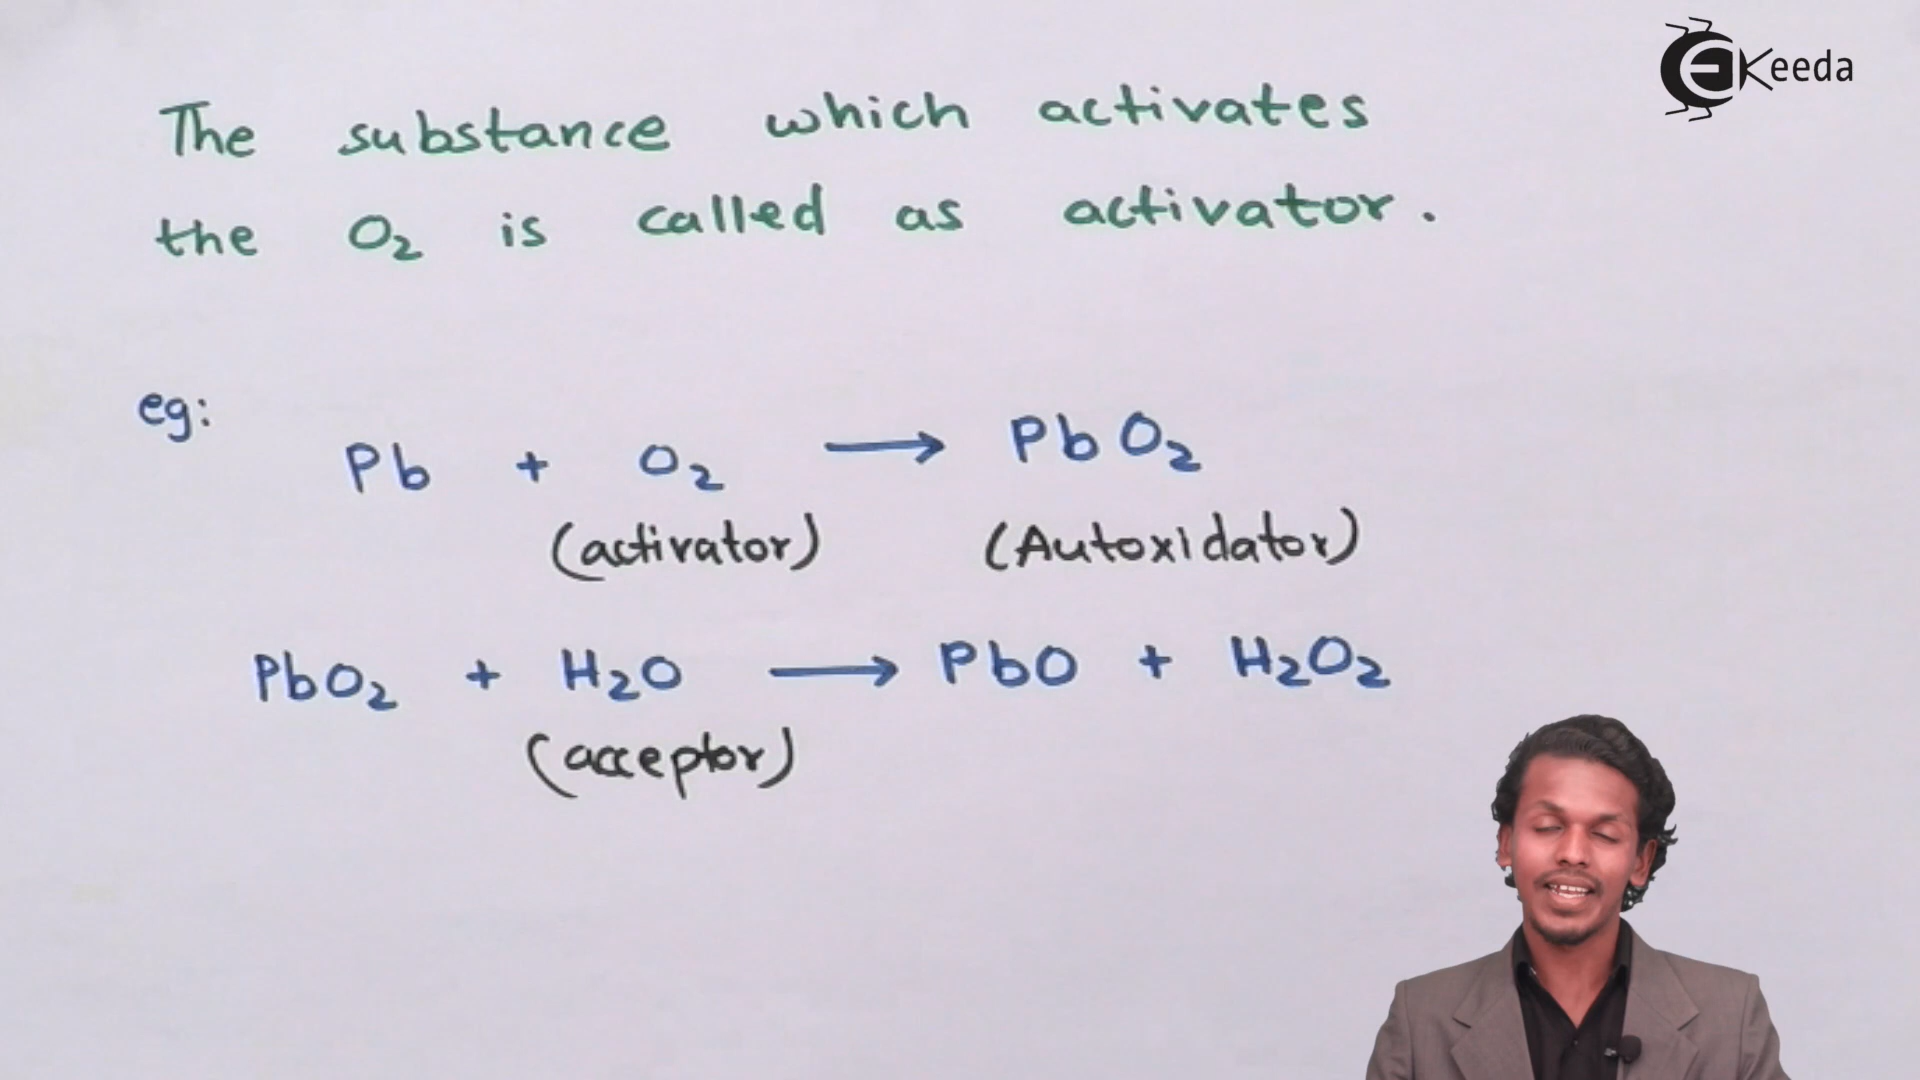 EKeeda
The substance which activates
the O₂ is called as activator.
eg:
Pb + O₂ → PbO₂
(activator) (Autoxidator)
PbO₂ + H₂O → PbO + H₂O₂
(acceptor)